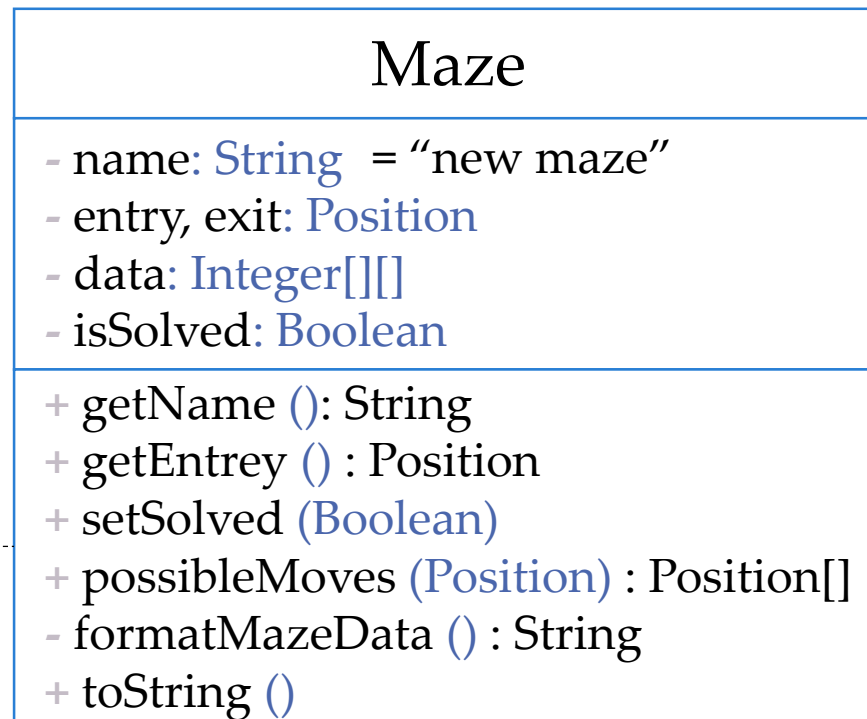 Maze
- name: String = “new maze”
- entry, exit: Position
- data: Integer[][]
- isSolved: Boolean
+ getName (): String
+ getEntrey () : Position
+ setSolved (Boolean)
+ possibleMoves (Position) : Position[]
- formatMazeData () : String
+ toString ()